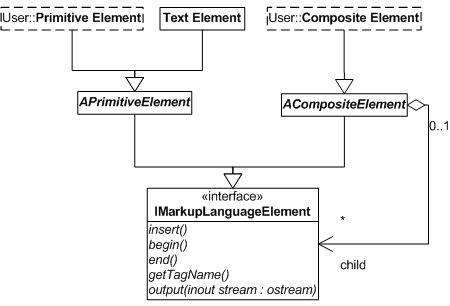 IUser::Primitive Element
Text Element
User::Composite Element
APrimitiveElement
ACompositeElement
0..1
«interface»
IMarkupLanguageElement
insert()
begin()
end()
getTagName()
output(inout stream : ostream)
*
child